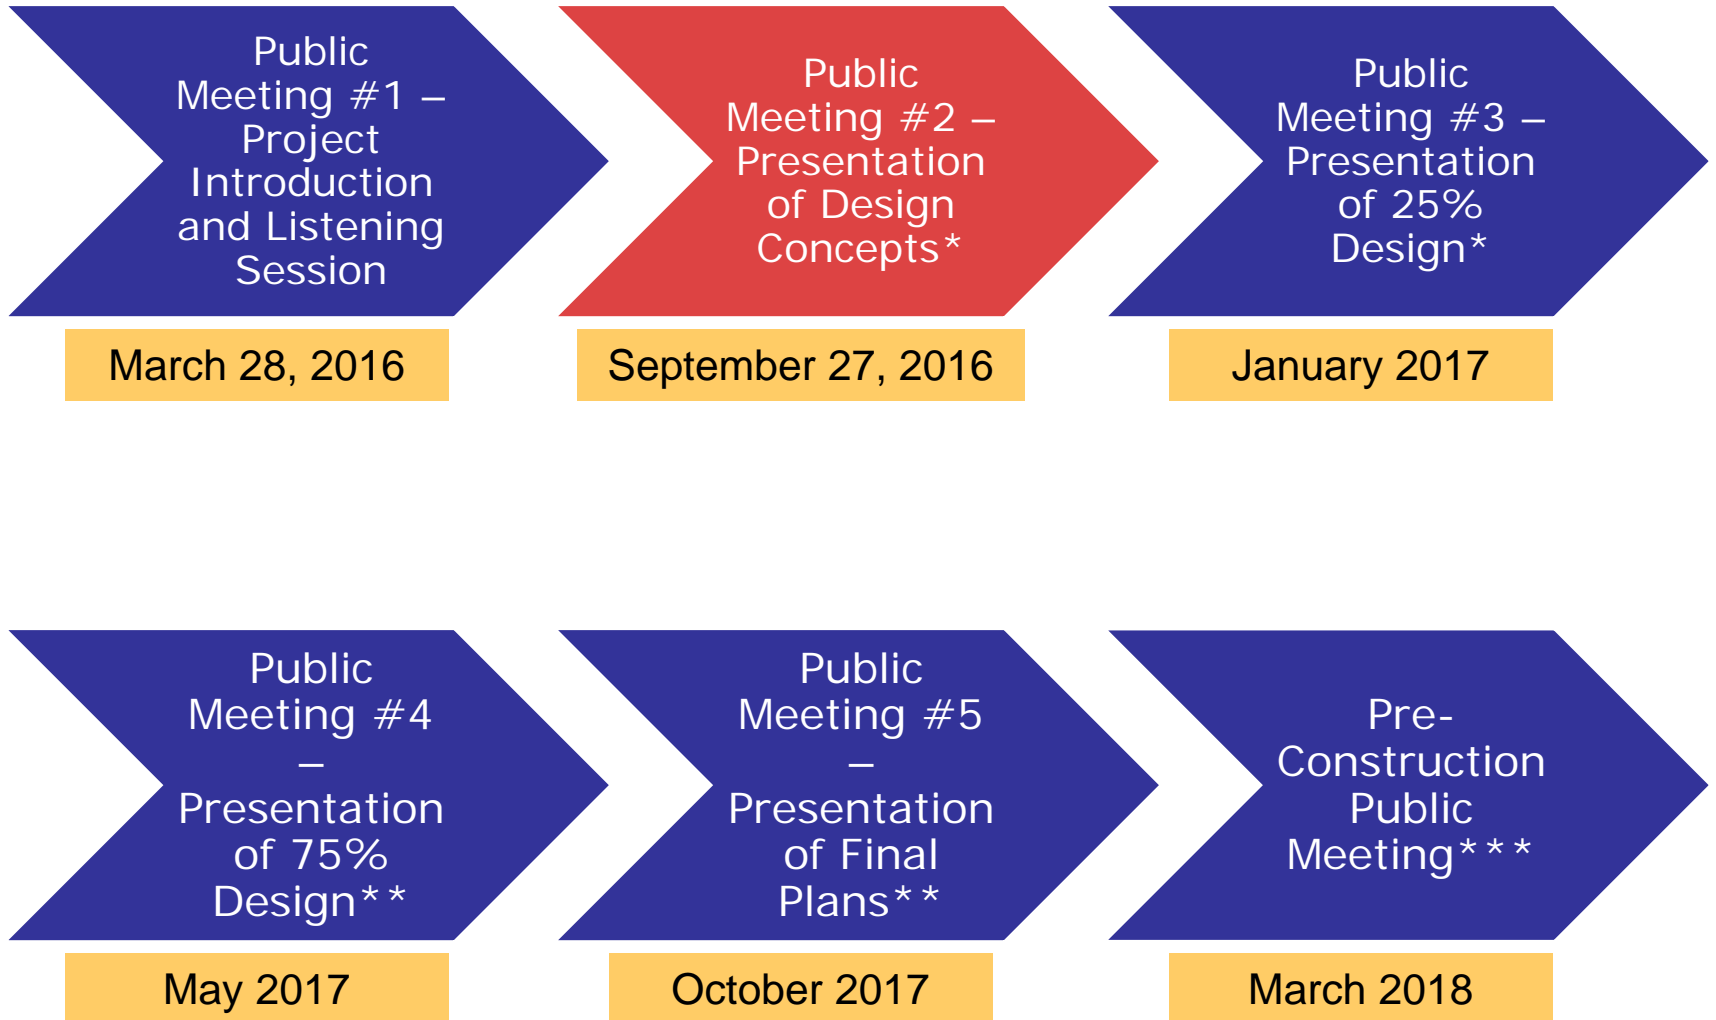 Public
Meeting #1 –
Project
Introduction
and Listening
Session
March 28, 2016
Public
Meeting #2 –
Presentation
of Design
Concepts*
September 27, 2016
Public
Meeting #3 –
Presentation
of 25%
Design*
January 2017
Public
Meeting #4
–
Presentation
of 75%
Design**
May 2017
Public
Meeting #5
–
Presentation
of Final
Plans**
October 2017
Pre-
Construction
Public
Meeting***
March 2018